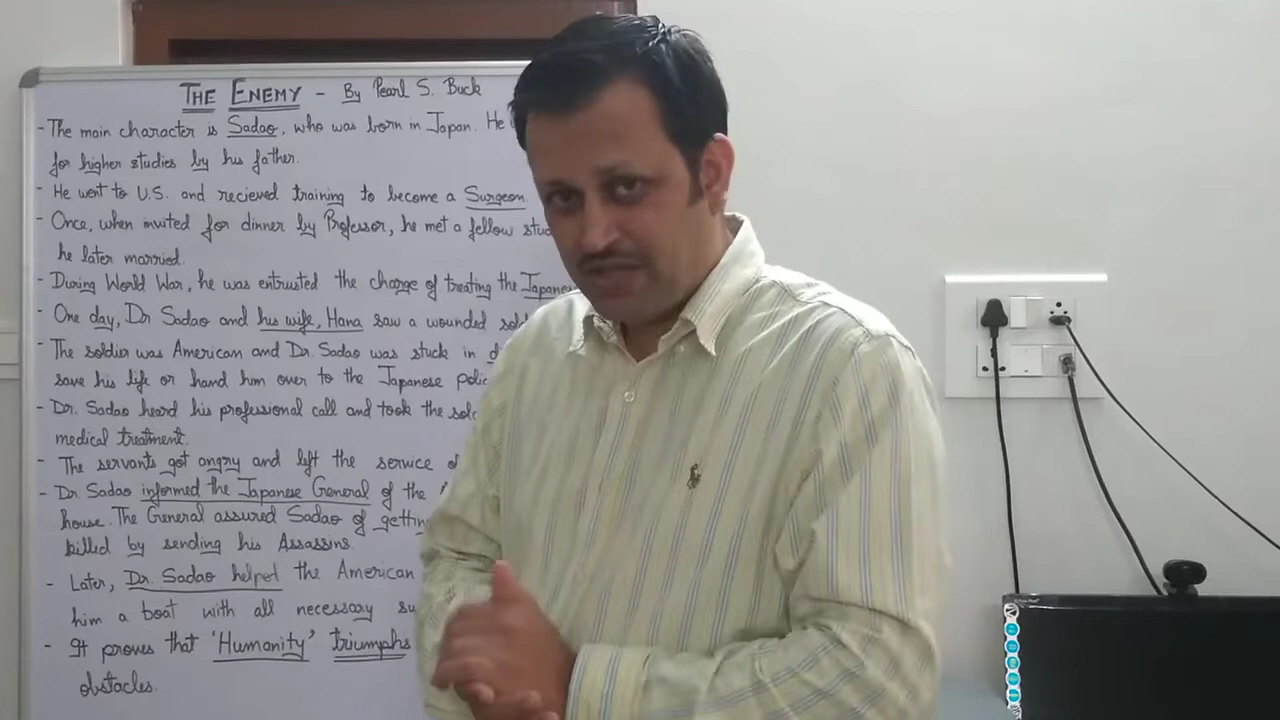 THE ENEMY - By Pearl S. Buck
- The main character is Sadao, who was born in Japan. He
for higher studies by his father.
- He went to U.S. and recieved training to become a Surgeon.
- Once, when invited for dinner by Professor, he met a fellow
he later married.
- During World War, he was entrusted the charge of treating the Japanes
- One day, Dr Sadao and his wife, Hana saw a wounded
- The soldier was American and Dr. Sadao was stuck in
save his life or hand him over to the Japanese
- Dr. Sadao heard his professional call and took the
medical treatment.
- The servants got angry and left the service
- Dr. Sadao informed the Japanese General of the
house. The General assured Sadao of getting
killed by sending his Assassins.
- Later, Dr. Sadao helped the American
him a boat with all necessary
- It proves that 'Humanity' triumphs
obstacles.